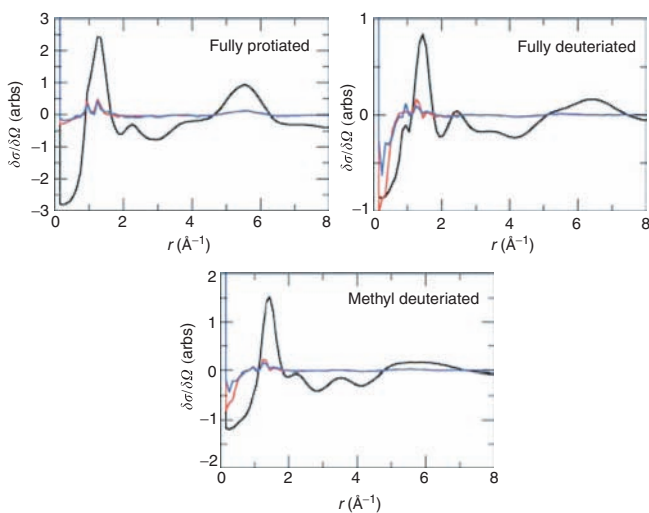 Fully protiated
δσ/δΩ (arbs)
3
2
1
0
−1
−2
−3
0 2 4 6 8
r (Å⁻¹)
Fully deuteriated
δσ/δΩ (arbs)
1
0
−1
0 2 4 6 8
r (Å⁻¹)
Methyl deuteriated
δσ/δΩ (arbs)
2
1
0
−1
−2
0 2 4 6 8
r (Å⁻¹)